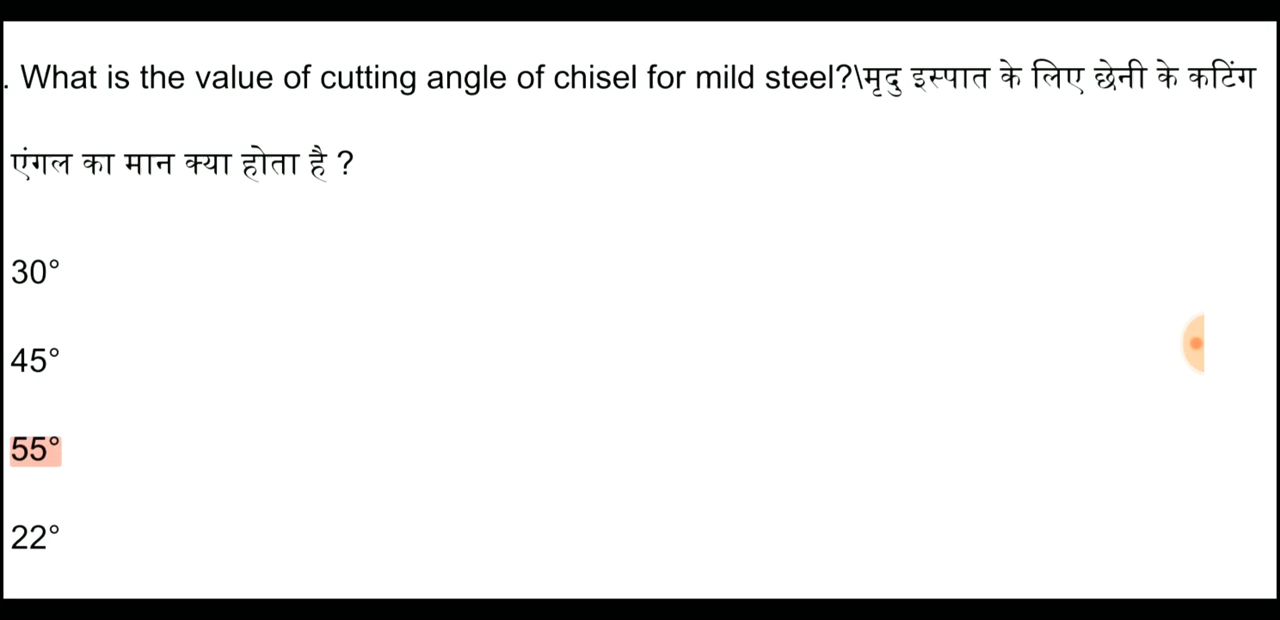 . What is the value of cutting angle of chisel for mild steel?\मृदु इस्पात के लिए छेनी के कटिंग
एंगल का मान क्या होता है ?
30°
45°
55°
22°